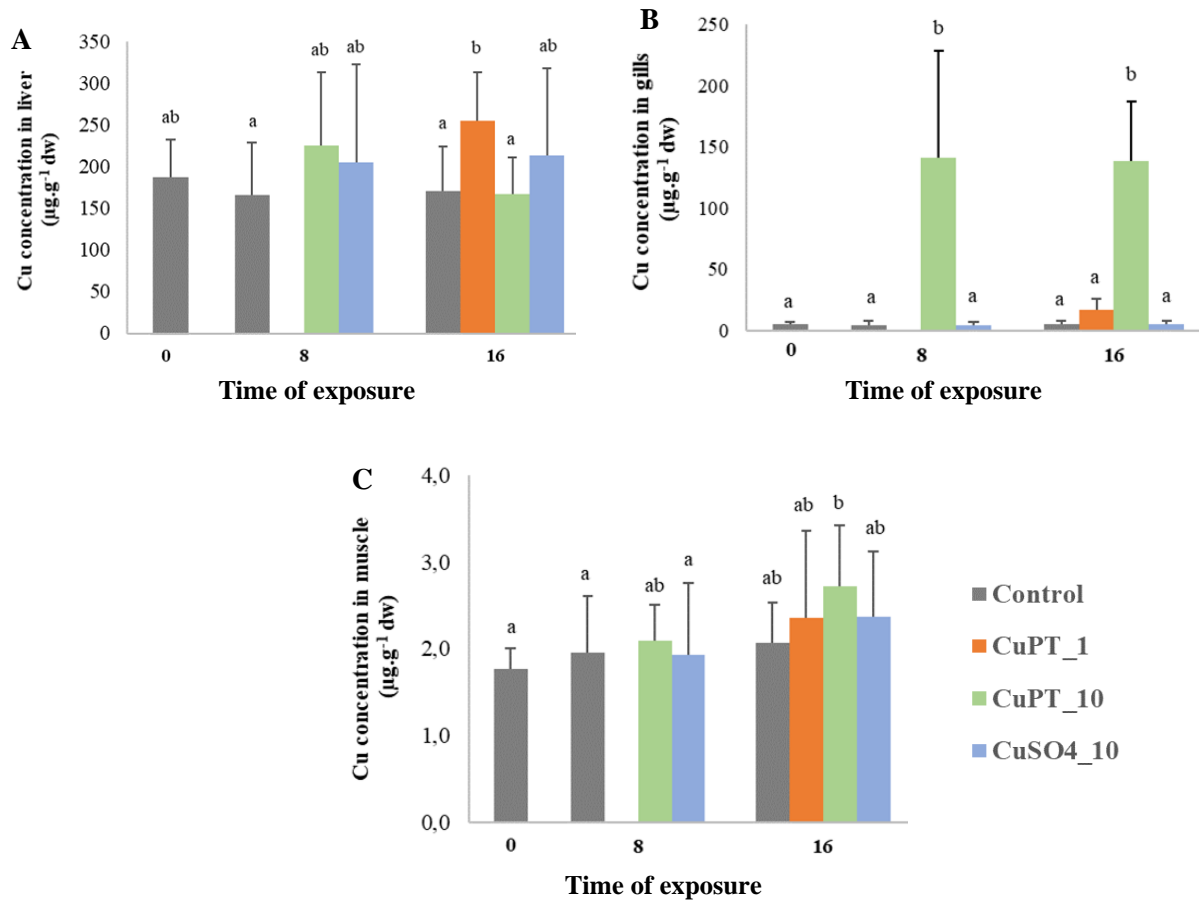 A
Cu concentration in liver
(µg.g⁻¹ dw)
350
300
250
200
150
100
50
0
ab
a
ab
ab
a
b
a
ab
0
8
16
Time of exposure
B
Cu concentration in gills
(µg.g⁻¹ dw)
250
200
150
100
50
0
a
a
b
a
a
a
b
a
0
8
16
Time of exposure
C
Cu concentration in muscle
(µg.g⁻¹ dw)
4,0
3,0
2,0
1,0
0,0
a
a
ab
a
ab
ab
b
ab
0
8
16
Time of exposure
Control
CuPT_1
CuPT_10
CuSO4_10